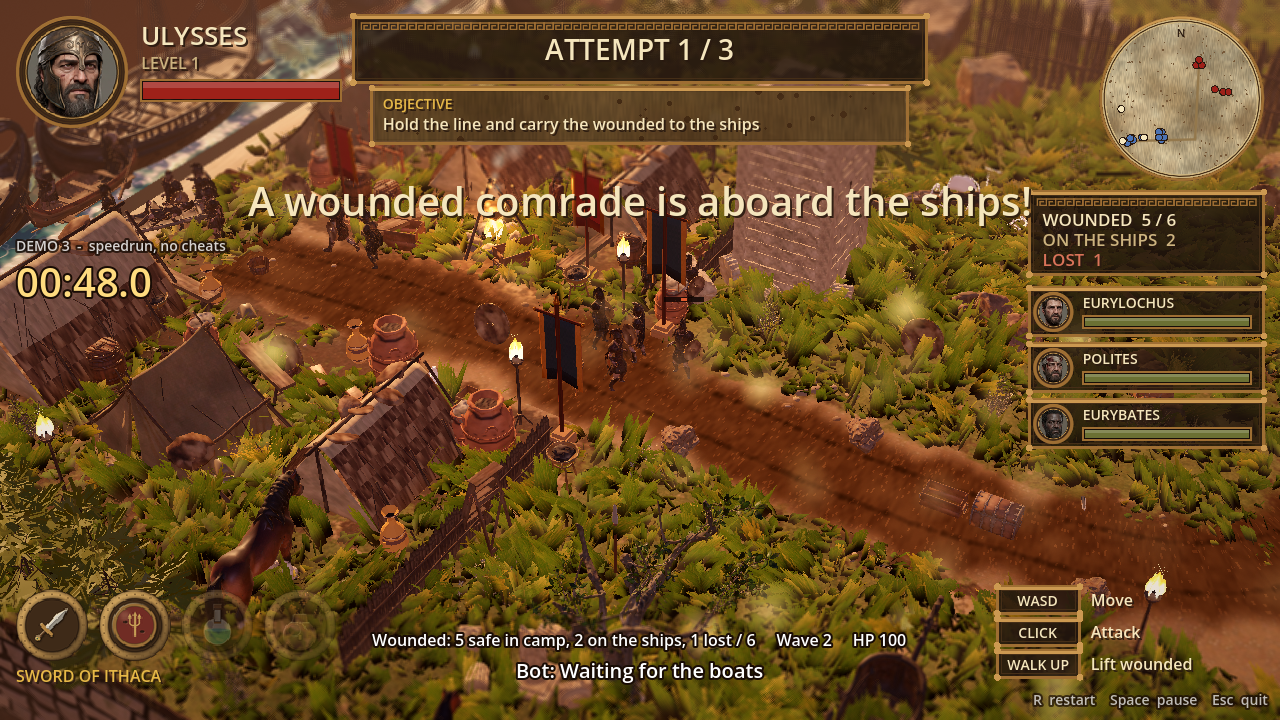 ULYSSES
LEVEL 1
ATTEMPT 1 / 3
OBJECTIVE
Hold the line and carry the wounded to the ships
N
A wounded comrade is aboard the ships!
WOUNDED 5 / 6
ON THE SHIPS 2
LOST 1
DEMO 3 - speedrun, no cheats
00:48.0
EURYLOCHUS
POLITES
EURYBATES
WASD Move
CLICK Attack
WALK UP Lift wounded
Wounded: 5 safe in camp, 2 on the ships, 1 lost / 6 Wave 2 HP 100
Bot: Waiting for the boats
SWORD OF ITHACA
R restart Space pause Esc quit